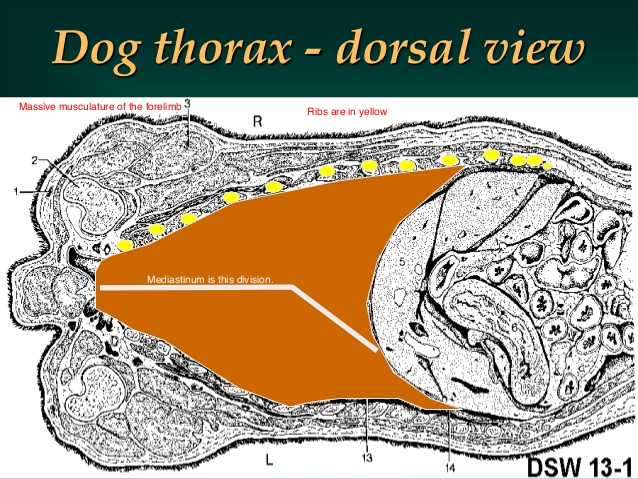 Dog thorax - dorsal view
Massive musculature of the forelimb
3
Ribs are in yellow
R
2
1
5
Mediastinum is this division.
6
L
13
14
DSW 13-1